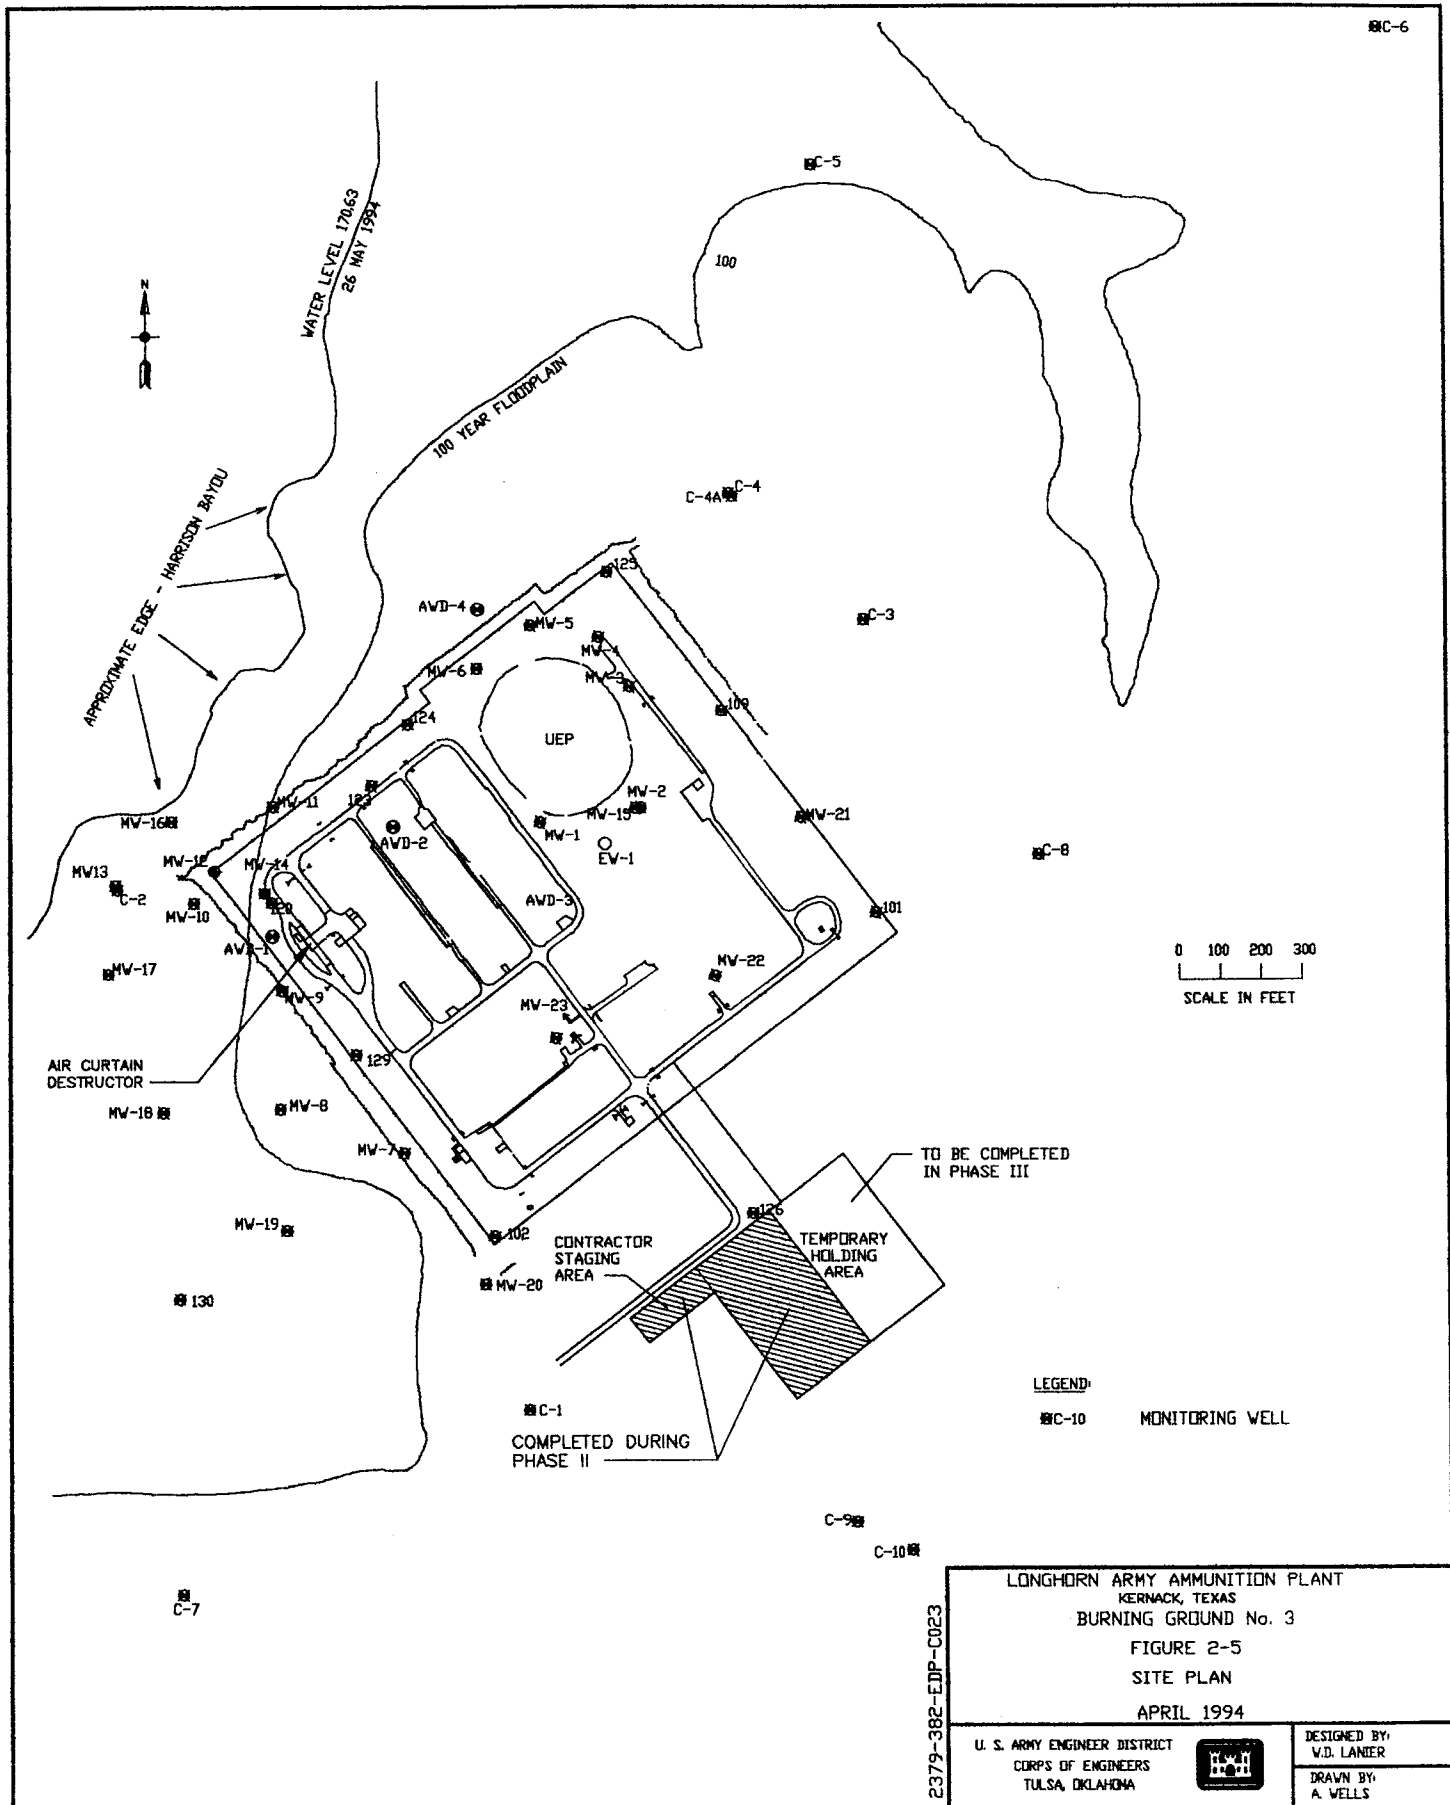 C-6
C-5
WATER LEVEL 170.63
26 MAY 1994
100
N
100 YEAR FLOODPLAIN
C-4
C-4A
APPROXIMATE EDGE - HARRISON BAYOU
125
AWD-4
MW-5
C-3
MW-4
MW-6
MW-3
109
124
UEP
123
MW-2
MW-11
MW-15
MW-21
MW-16
MW-1
AWD-2
EW-1
C-8
MW-12
MW-14
MW13
C-2
MW-10
120
AWD-3
101
AWD-1
0 100 200 300
SCALE IN FEET
MW-17
MW-22
MW-9
MW-23
129
AIR CURTAIN
DESTRUCTOR
MW-18
MW-8
MW-7
TO BE COMPLETED
IN PHASE III
126
MW-19
102
CONTRACTOR
STAGING
AREA
TEMPORARY
HOLDING
AREA
MW-20
130
LEGEND:
C-10 MONITORING WELL
C-1
COMPLETED DURING
PHASE II
C-9
C-10
C-7
2379-382-EDP-C023
LONGHORN ARMY AMMUNITION PLANT
KERNACK, TEXAS
BURNING GROUND No. 3
FIGURE 2-5
SITE PLAN
APRIL 1994
U. S. ARMY ENGINEER DISTRICT
CORPS OF ENGINEERS
TULSA, OKLAHOMA
DESIGNED BY:
W.D. LANIER
DRAWN BY:
A. WELLS